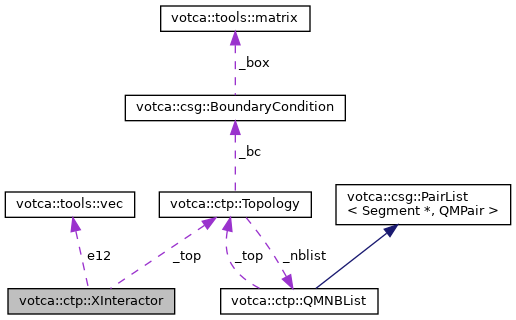 votca::tools::matrix
_box
votca::csg::BoundaryCondition
_bc
votca::tools::vec
votca::ctp::Topology
votca::csg::PairList
< Segment *, QMPair >
e12
_top
_top
_nblist
votca::ctp::XInteractor
votca::ctp::QMNBList